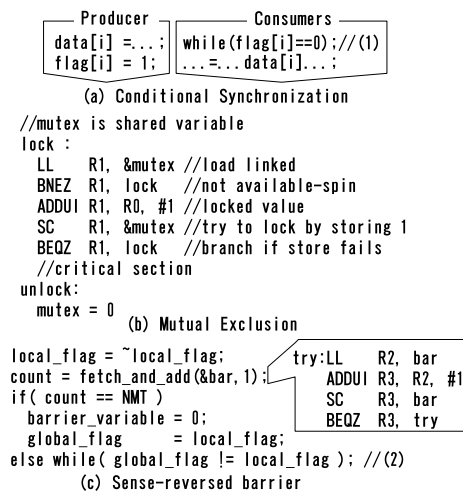 Producer
data[i] =...;
flag[i] = 1;
Consumers
while(flag[i]==0);//(1)
...=... data[i]...;
(a) Conditional Synchronization
//mutex is shared variable
lock :
LL R1, &mutex //load linked
BNEZ R1, lock //not available-spin
ADDUI R1, R0, #1 //locked value
SC R1, &mutex //try to lock by storing 1
BEQZ R1, lock //branch if store fails
//critical section
unlock:
mutex = 0
(b) Mutual Exclusion
local_flag = ~local_flag;
count = fetch_and_add(&bar,1);
if( count == NMT )
barrier_variable = 0;
global_flag = local_flag;
else while( global_flag != local_flag ); //(2)
try:LL R2, bar
ADDUI R3, R2, #1
SC R3, bar
BEQZ R3, try
(c) Sense-reversed barrier